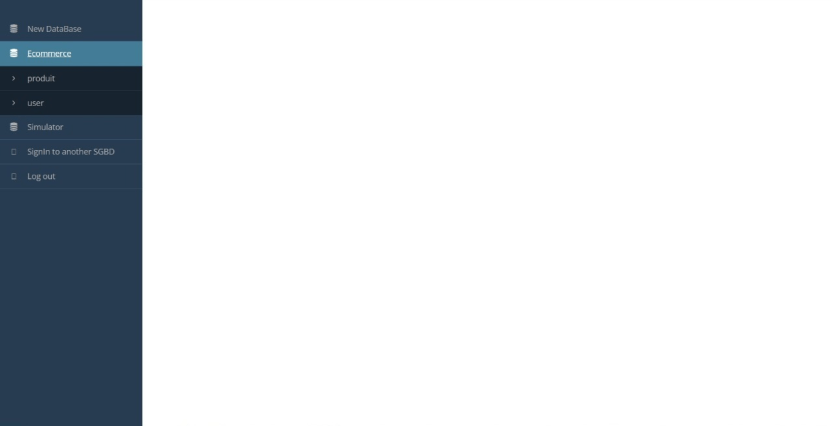 New DataBase
Ecommerce
produit
user
Simulator
SignIn to another SGBD
Log out